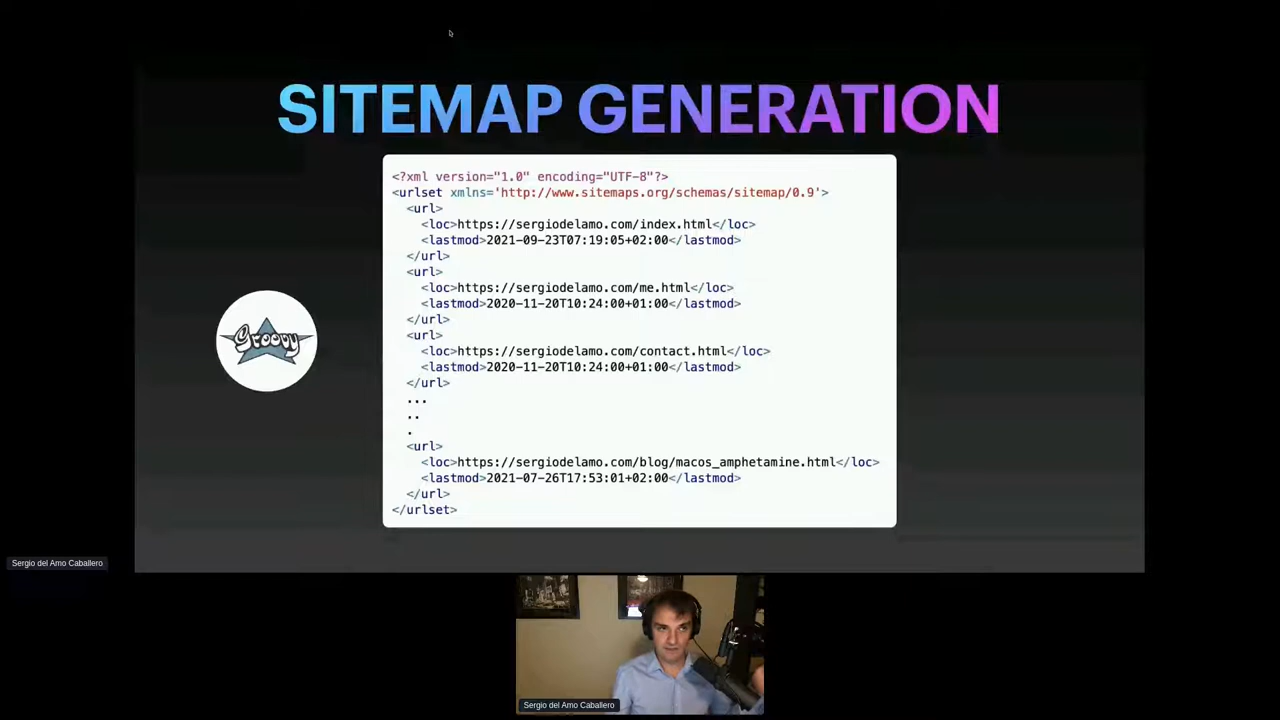 SITEMAP GENERATION
<?xml version="1.0" encoding="UTF-8"?>
<urlset xmlns='http://www.sitemaps.org/schemas/sitemap/0.9'>
<url>
<loc>https://sergiodelamo.com/index.html</loc>
<lastmod>2021-09-23T07:19:05+02:00</lastmod>
</url>
<url>
<loc>https://sergiodelamo.com/me.html</loc>
<lastmod>2020-11-20T10:24:00+01:00</lastmod>
</url>
<url>
<loc>https://sergiodelamo.com/contact.html</loc>
<lastmod>2020-11-20T10:24:00+01:00</lastmod>
</url>
...
..
.
<url>
<loc>https://sergiodelamo.com/blog/macos_amphetamine.html</loc>
<lastmod>2021-07-26T17:53:01+02:00</lastmod>
</url>
</urlset>
Groovy
Sergio del Amo Caballero
Sergio del Amo Caballero